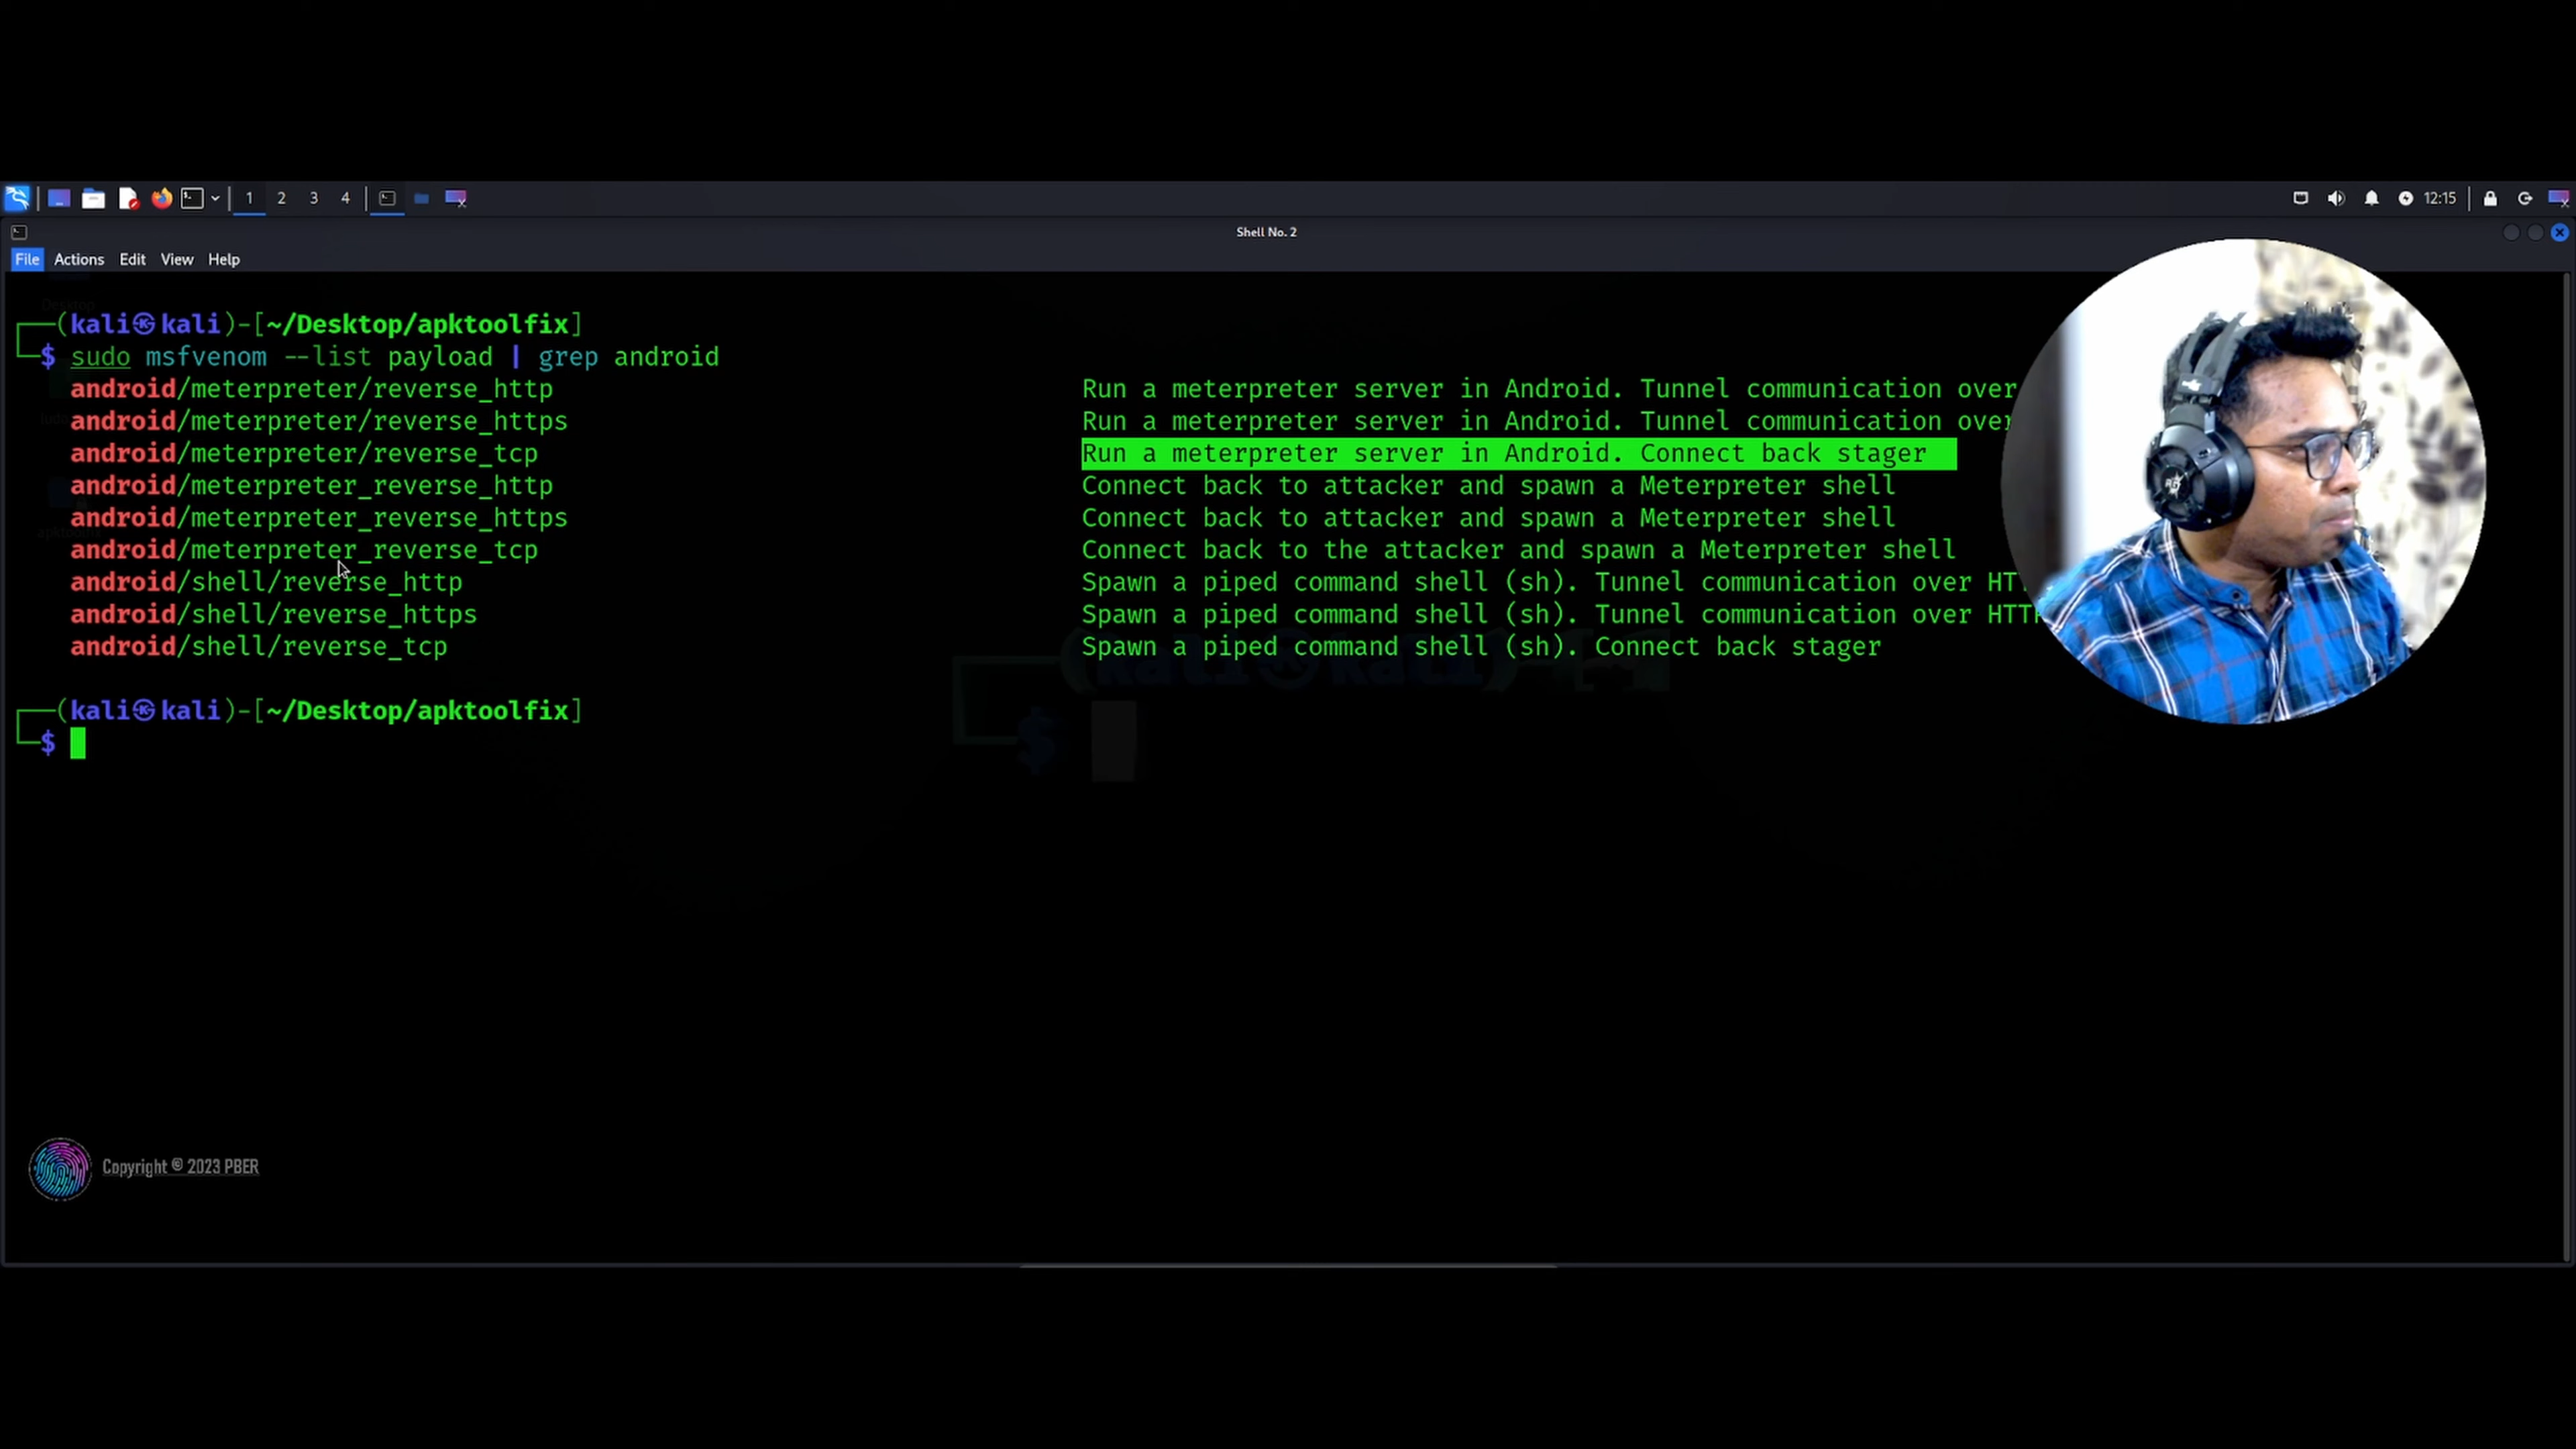 1 2 3 4 12:15
Shell No. 2
File Actions Edit View Help
(kali㉿kali)-[~/Desktop/apktoolfix]
$ sudo msfvenom --list payload | grep android
android/meterpreter/reverse_http Run a meterpreter server in Android. Tunnel communication over
android/meterpreter/reverse_https Run a meterpreter server in Android. Tunnel communication over
android/meterpreter/reverse_tcp Run a meterpreter server in Android. Connect back stager
android/meterpreter_reverse_http Connect back to attacker and spawn a Meterpreter shell
android/meterpreter_reverse_https Connect back to attacker and spawn a Meterpreter shell
android/meterpreter_reverse_tcp Connect back to the attacker and spawn a Meterpreter shell
android/shell/reverse_http Spawn a piped command shell (sh). Tunnel communication over
android/shell/reverse_https Spawn a piped command shell (sh). Tunnel communication over
android/shell/reverse_tcp Spawn a piped command shell (sh). Connect back stager
(kali㉿kali)-[~/Desktop/apktoolfix]
$
Copyright © 2023 PBER